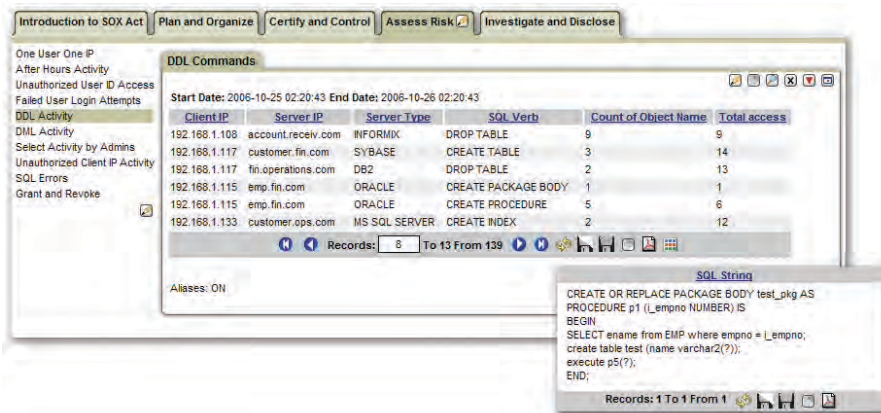 Introduction to SOX Act Plan and Organize Certify and Control Assess Risk Investigate and Disclose
One User One IP
After Hours Activity
Unauthorized User ID Access
Failed User Login Attempts
DDL Activity
DML Activity
Select Activity by Admins
Unauthorized Client IP Activity
SQL Errors
Grant and Revoke
DDL Commands
Start Date: 2006-10-25 02:20:43 End Date: 2006-10-26 02:20:43
Client IP Server IP Server Type SQL Verb Count of Object Name Total access
192.168.1.108 account.receiv.com INFORMIX DROP TABLE 9 9
192.168.1.117 customer.fin.com SYBASE CREATE TABLE 3 14
192.168.1.117 fin.operations.com DB2 DROP TABLE 2 13
192.168.1.115 emp.fin.com ORACLE CREATE PACKAGE BODY 1 1
192.168.1.115 emp.fin.com ORACLE CREATE PROCEDURE 5 6
192.168.1.133 customer.ops.com MS SQL SERVER CREATE INDEX 2 12
Records: 8 To 13 From 139
Aliases: ON
SQL String
CREATE OR REPLACE PACKAGE BODY test_pkg AS
PROCEDURE p1 (i_empno NUMBER) IS
BEGIN
SELECT ename from EMP where empno = i_empno;
create table test (name varchar2(?));
execute p5(?);
END;
Records: 1 To 1 From 1